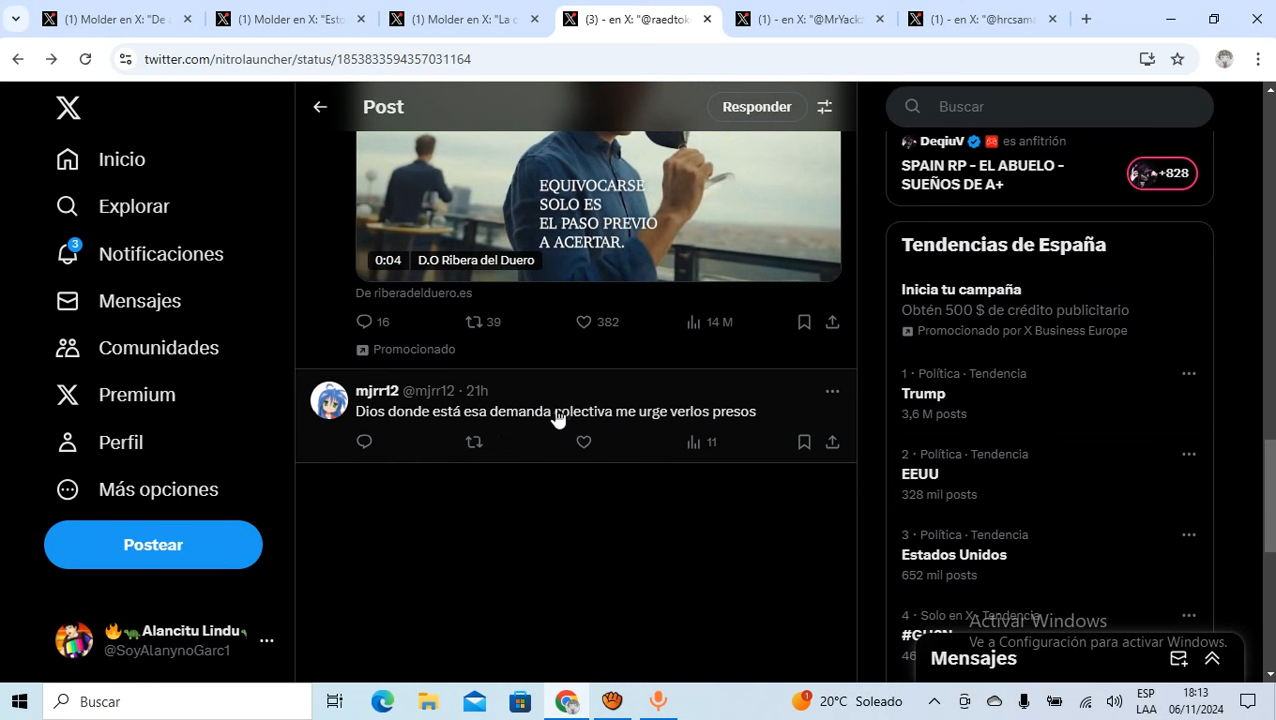 (1) Molder en X: "De
(1) Molder en X: "Esto
(1) Molder en X: "La
(3) - en X: "@raedtok
(1) - en X: "@MrYack
(1) - en X: "@hrcsama
twitter.com/nitrolauncher/status/1853833594357031164
Inicio
Explorar
3
Notificaciones
Mensajes
Comunidades
Premium
Perfil
Más opciones
Postear
Alancitu Lindu
@SoyAlanynoGarc1
Post
Responder
EQUIVOCARSE
SOLO ES
EL PASO PREVIO
A ACERTAR.
0:04 D.O Ribera del Duero
De riberadelduero.es
16 39 382 14 M
Promocionado
mjrr12 @mjrr12 · 21h
Dios donde está esa demanda colectiva me urge verlos presos
11
Buscar
DeqiuV es anfitrión
SPAIN RP - EL ABUELO -
SUEÑOS DE A+
+828
Tendencias de España
Inicia tu campaña
Obtén 500 $ de crédito publicitario
Promocionado por X Business Europe
1 · Política · Tendencia
Trump
3,6 M posts
2 · Política · Tendencia
EEUU
328 mil posts
3 · Política · Tendencia
Estados Unidos
652 mil posts
4 · Solo en X · Tendencia
Activar Windows
Ve a Configuración para activar Windows.
Mensajes
Buscar
1
20°C Soleado
ESP
LAA
18:13
06/11/2024